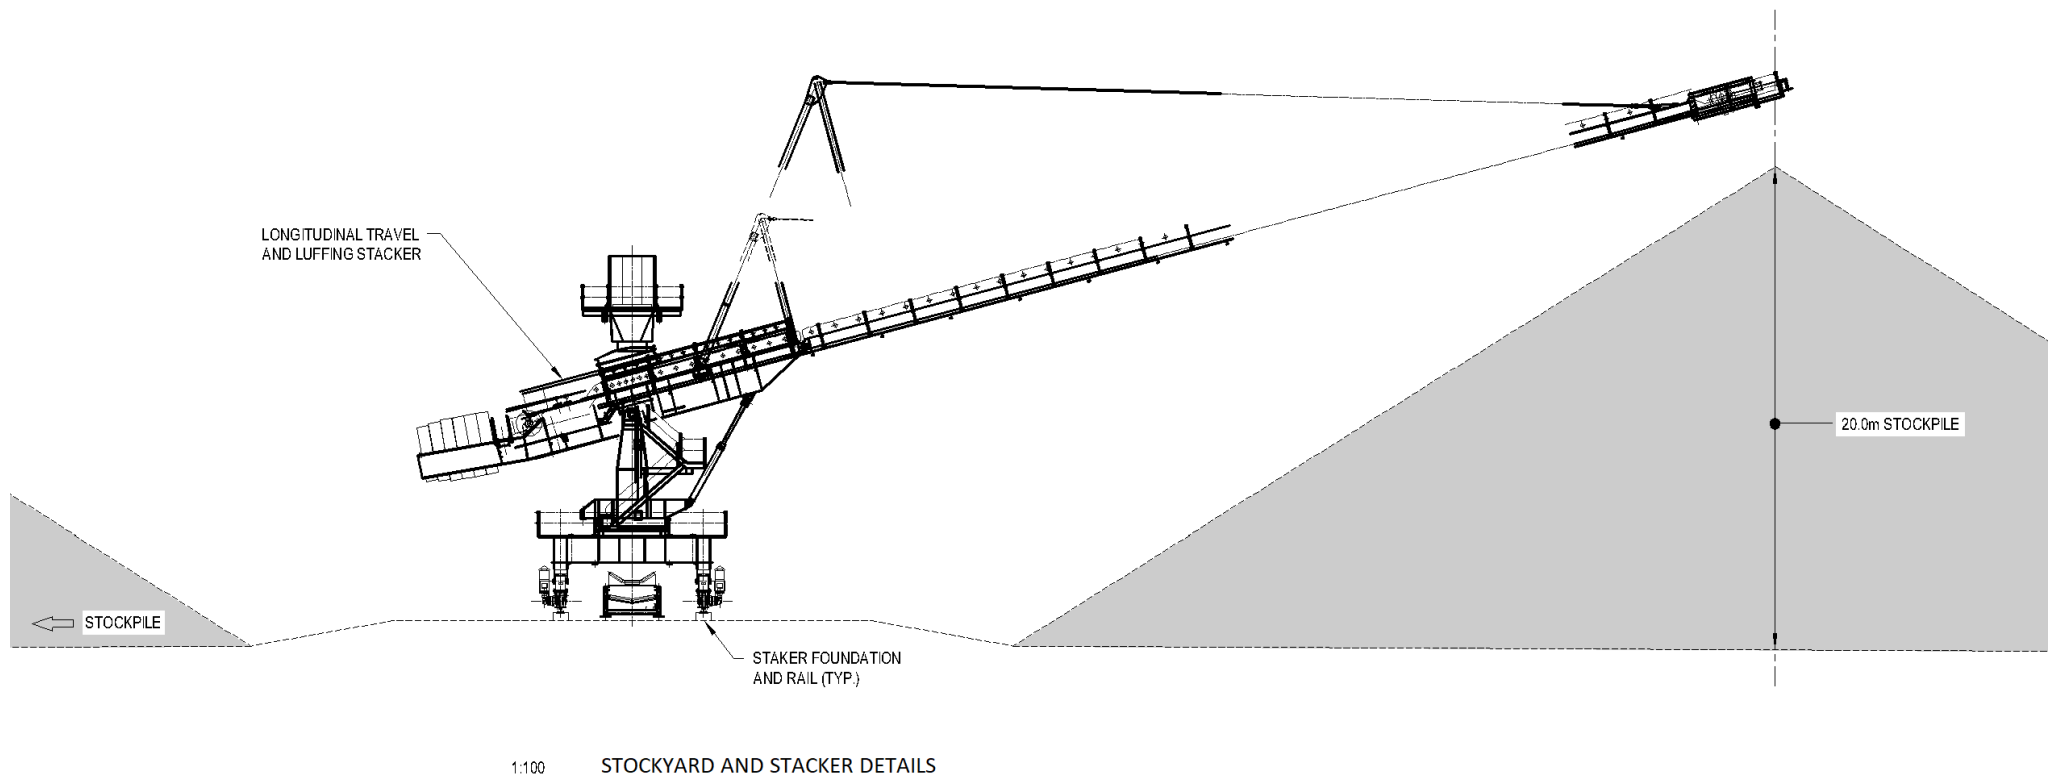 LONGITUDINAL TRAVEL
AND LUFFING STACKER
20.0m STOCKPILE
STOCKPILE
STAKER FOUNDATION
AND RAIL (TYP.)
1:100 STOCKYARD AND STACKER DETAILS